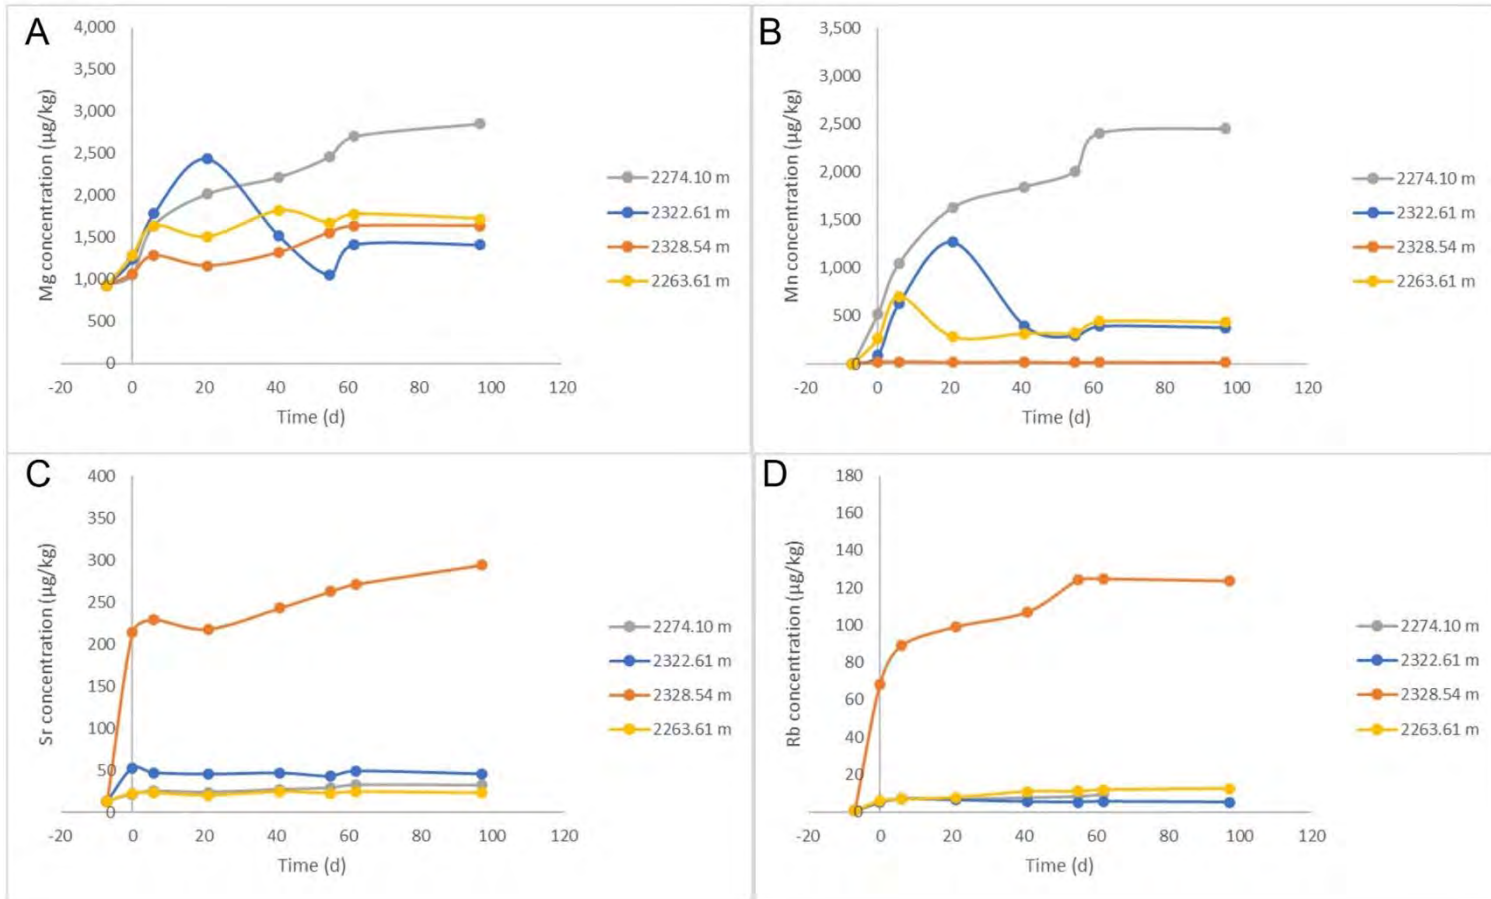 A
4,000
3,500
3,000
2,500
2,000
1,500
1,000
500
0
Mg concentration (µg/kg)
-20 0 20 40 60 80 100 120
Time (d)
2274.10 m
2322.61 m
2328.54 m
2263.61 m
B
3,500
3,000
2,500
2,000
1,500
1,000
500
0
Mn concentration (µg/kg)
-20 0 20 40 60 80 100 120
Time (d)
2274.10 m
2322.61 m
2328.54 m
2263.61 m
C
400
350
300
250
200
150
100
50
0
Sr concentration (µg/kg)
-20 0 20 40 60 80 100 120
Time (d)
2274.10 m
2322.61 m
2328.54 m
2263.61 m
D
180
160
140
120
100
80
60
40
20
0
Rb concentration (µg/kg)
-20 0 20 40 60 80 100 120
Time (d)
2274.10 m
2322.61 m
2328.54 m
2263.61 m